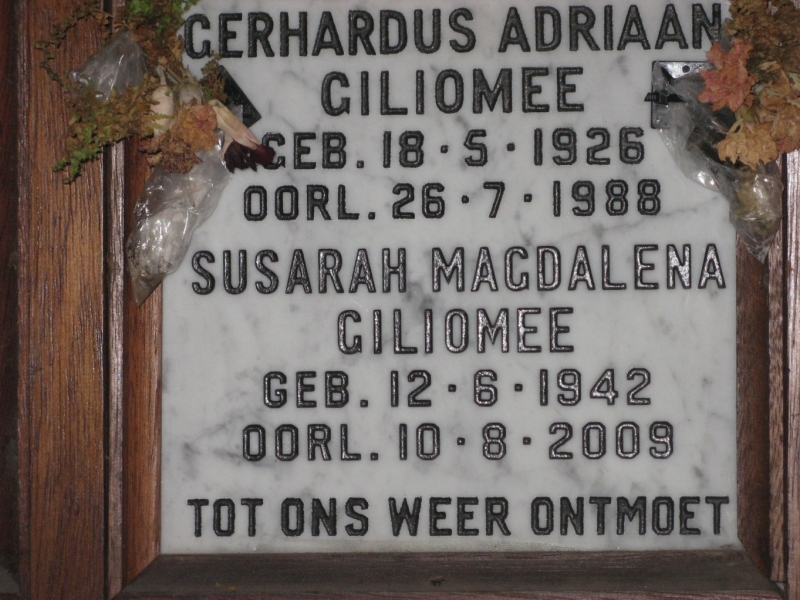 GERHARDUS ADRIAAN
GILIOMEE
GEB. 18·5·1926
OORL. 26·7·1988
SUSARAH MAGDALENA
GILIOMEE
GEB. 12·6·1942
OORL. 10·8·2009
TOT ONS WEER ONTMOET